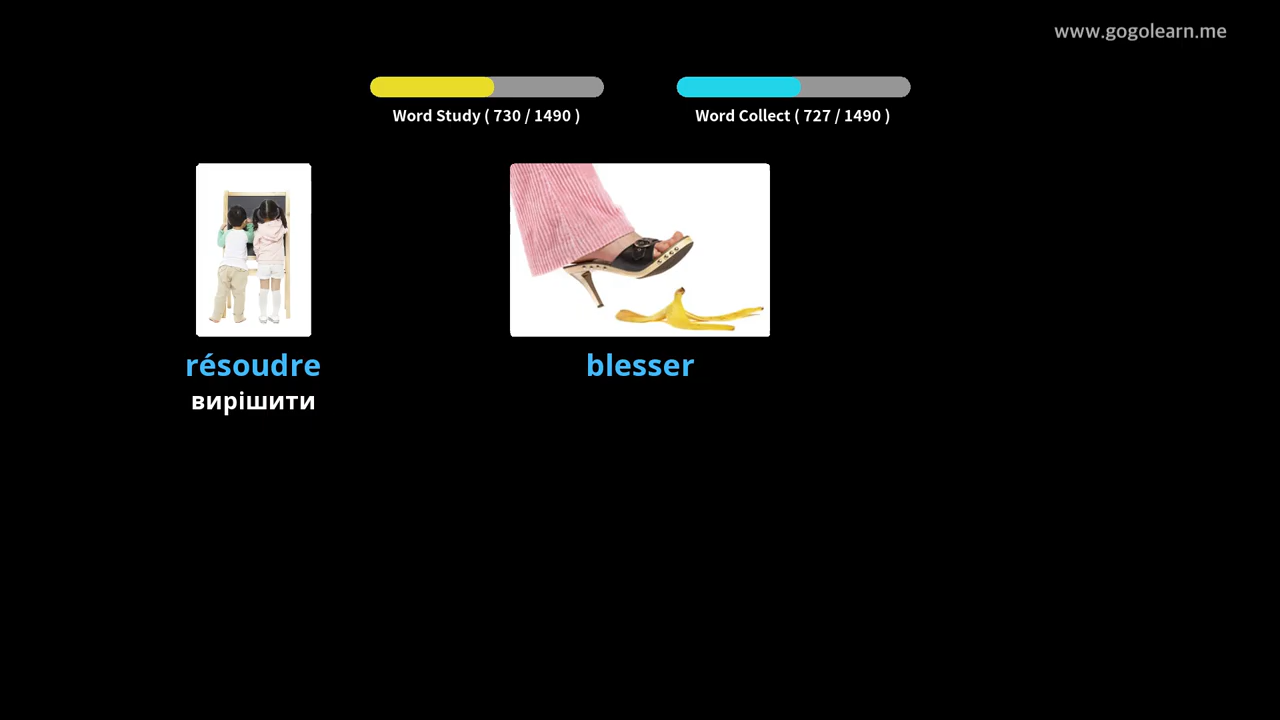 www.gogolearn.me
Word Study ( 730 / 1490 )
Word Collect ( 727 / 1490 )
résoudre
blesser
вирішити